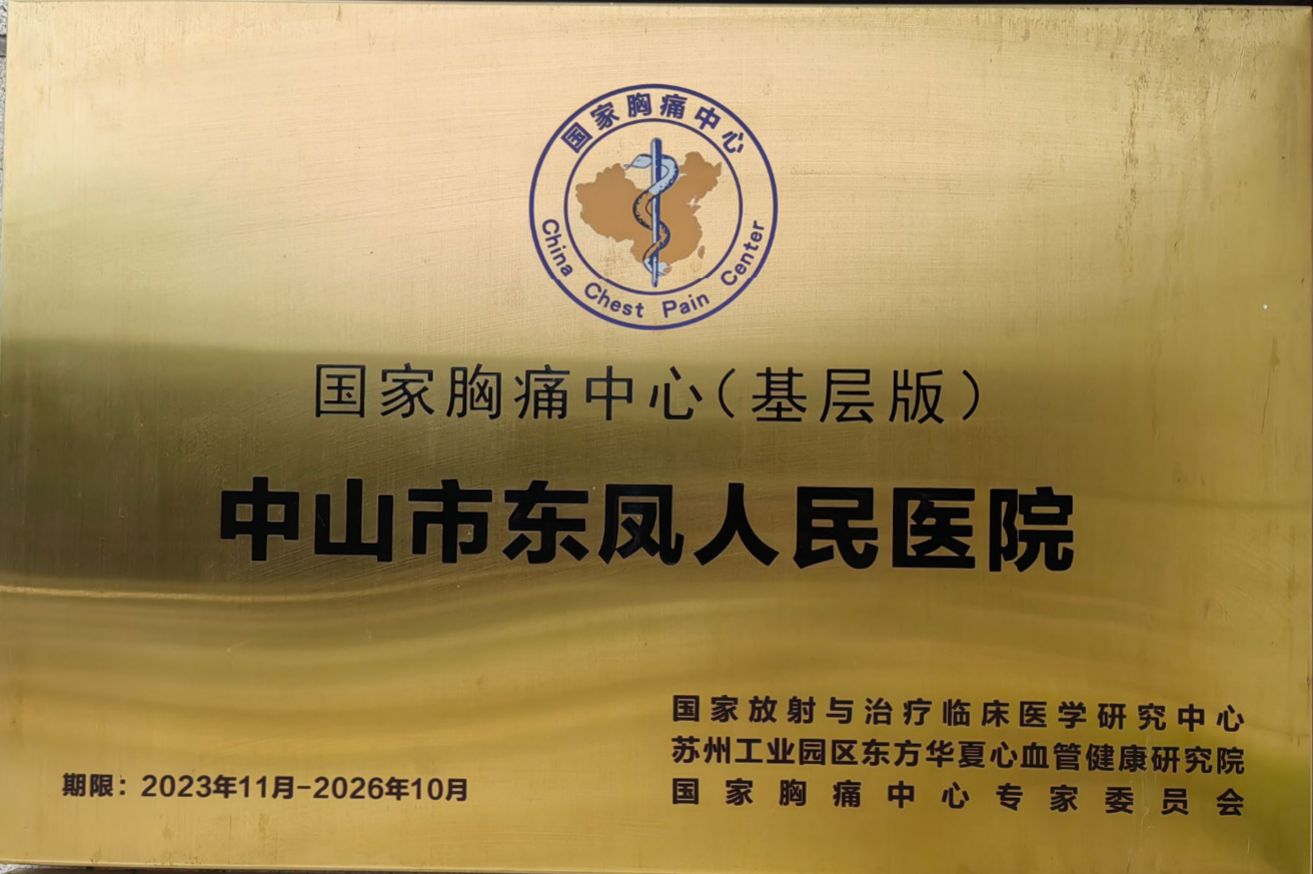 国家胸痛中心
China Chest Pain Center
国家胸痛中心（基层版）
中山市东凤人民医院
国家放射与治疗临床医学研究中心
苏州工业园区东方华夏心血管健康研究院
国家胸痛中心专家委员会
期限：2023年11月-2026年10月